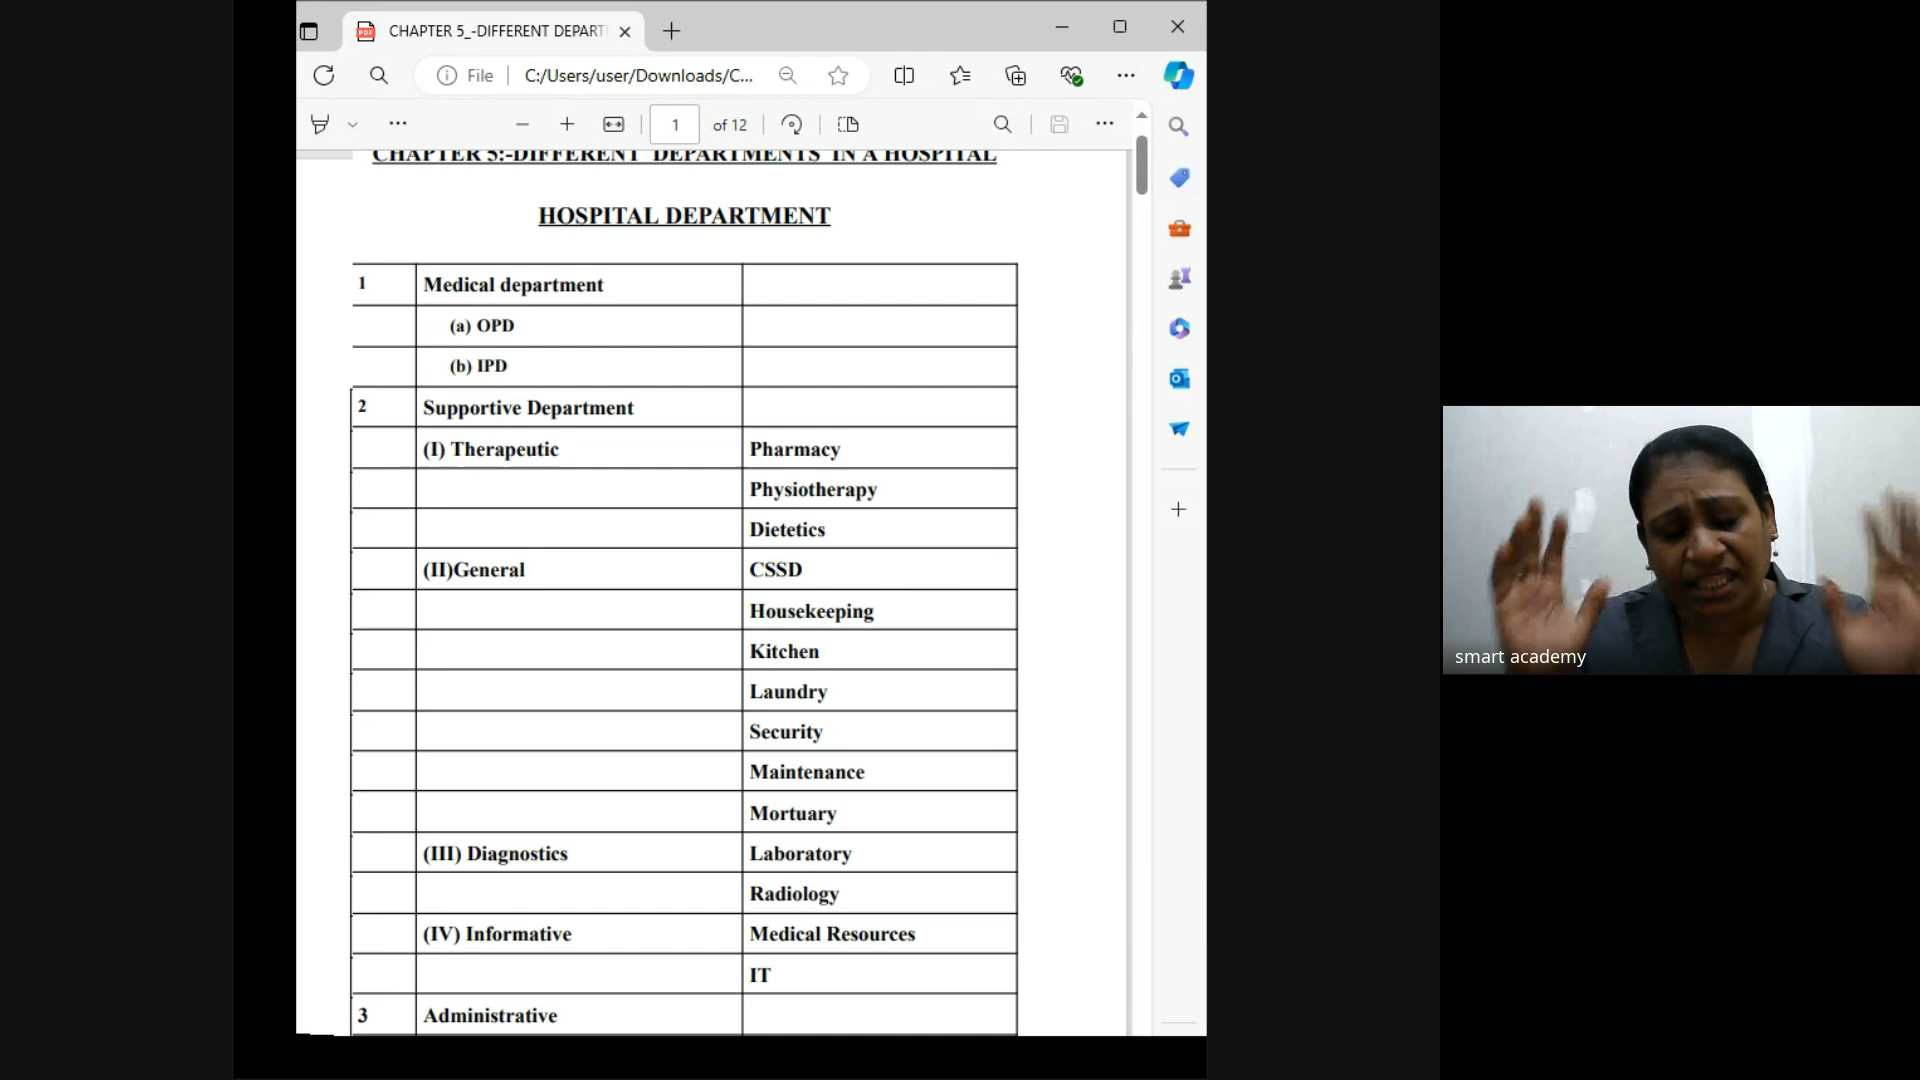 CHAPTER 5_-DIFFERENT DEPART
File
C:/Users/user/Downloads/C...
1 of 12
CHAPTER 5:-DIFFERENT DEPARTMENTS IN A HOSPITAL
HOSPITAL DEPARTMENT
1 Medical department
(a) OPD
(b) IPD
2 Supportive Department
(I) Therapeutic Pharmacy
Physiotherapy
Dietetics
(II)General CSSD
Housekeeping
Kitchen
Laundry
Security
Maintenance
Mortuary
(III) Diagnostics Laboratory
Radiology
(IV) Informative Medical Resources
IT
3 Administrative
smart academy